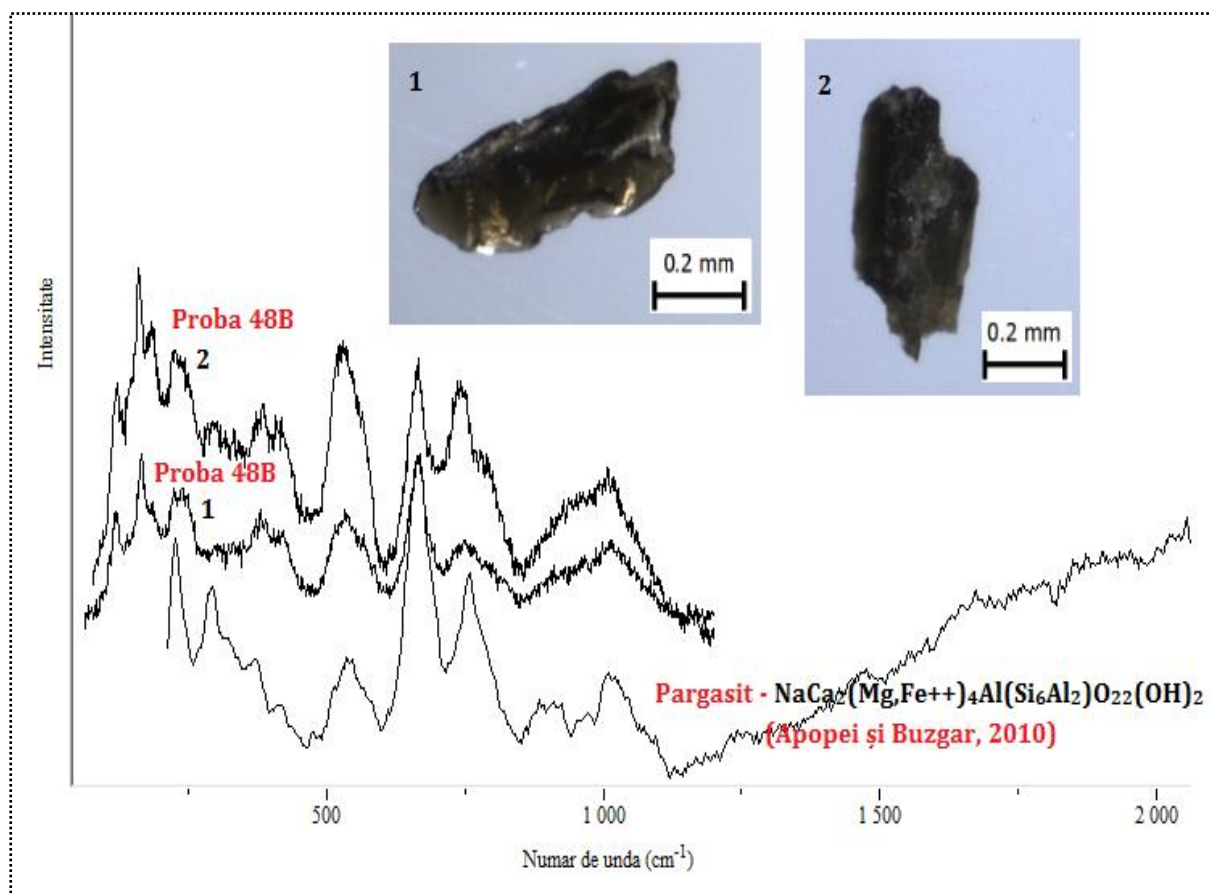 1
0.2 mm
2
0.2 mm
Intensitate
Proba 48B
2
Proba 48B
1
Pargasit - NaCa₂(Mg,Fe++)₄Al(Si₆Al₂)O₂₂(OH)₂
(Apopei și Buzgar, 2010)
500
1 000
1 500
2 000
Numar de unda (cm⁻¹)